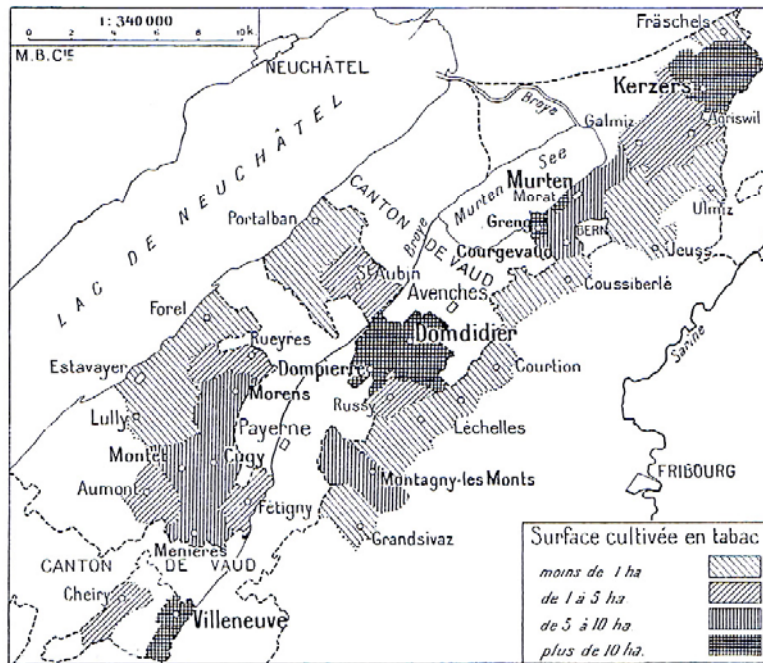 1: 340 000
0 2 4 6 8 10 k.
M.B.Cie
Fräschels
NEUCHÂTEL
Kerzers
Broye
Galmiz
Agriswil
LAC DE NEUCHÂTEL
Murten See
Murten
Morat
CANTON DE VAUD
Portalban
Greng
BERN
Ulmiz
Courgevaud
Jeuss
Broye
St Aubin
Coussiberlé
Avenches
Forel
Domdidier
Sarine
Rueyres
Estavayer
Dompierre
Courtion
Morens
Russy
Lully
Payerne
Léchelles
Montet
Cugy
FRIBOURG
Montagny-les Monts
Aumont
Fétigny
Grandsivaz
Menières
CANTON DE VAUD
Cheiry
Villeneuve
Surface cultivée en tabac
moins de 1 ha
de 1 à 5 ha.
de 5 à 10 ha.
plus de 10 ha.